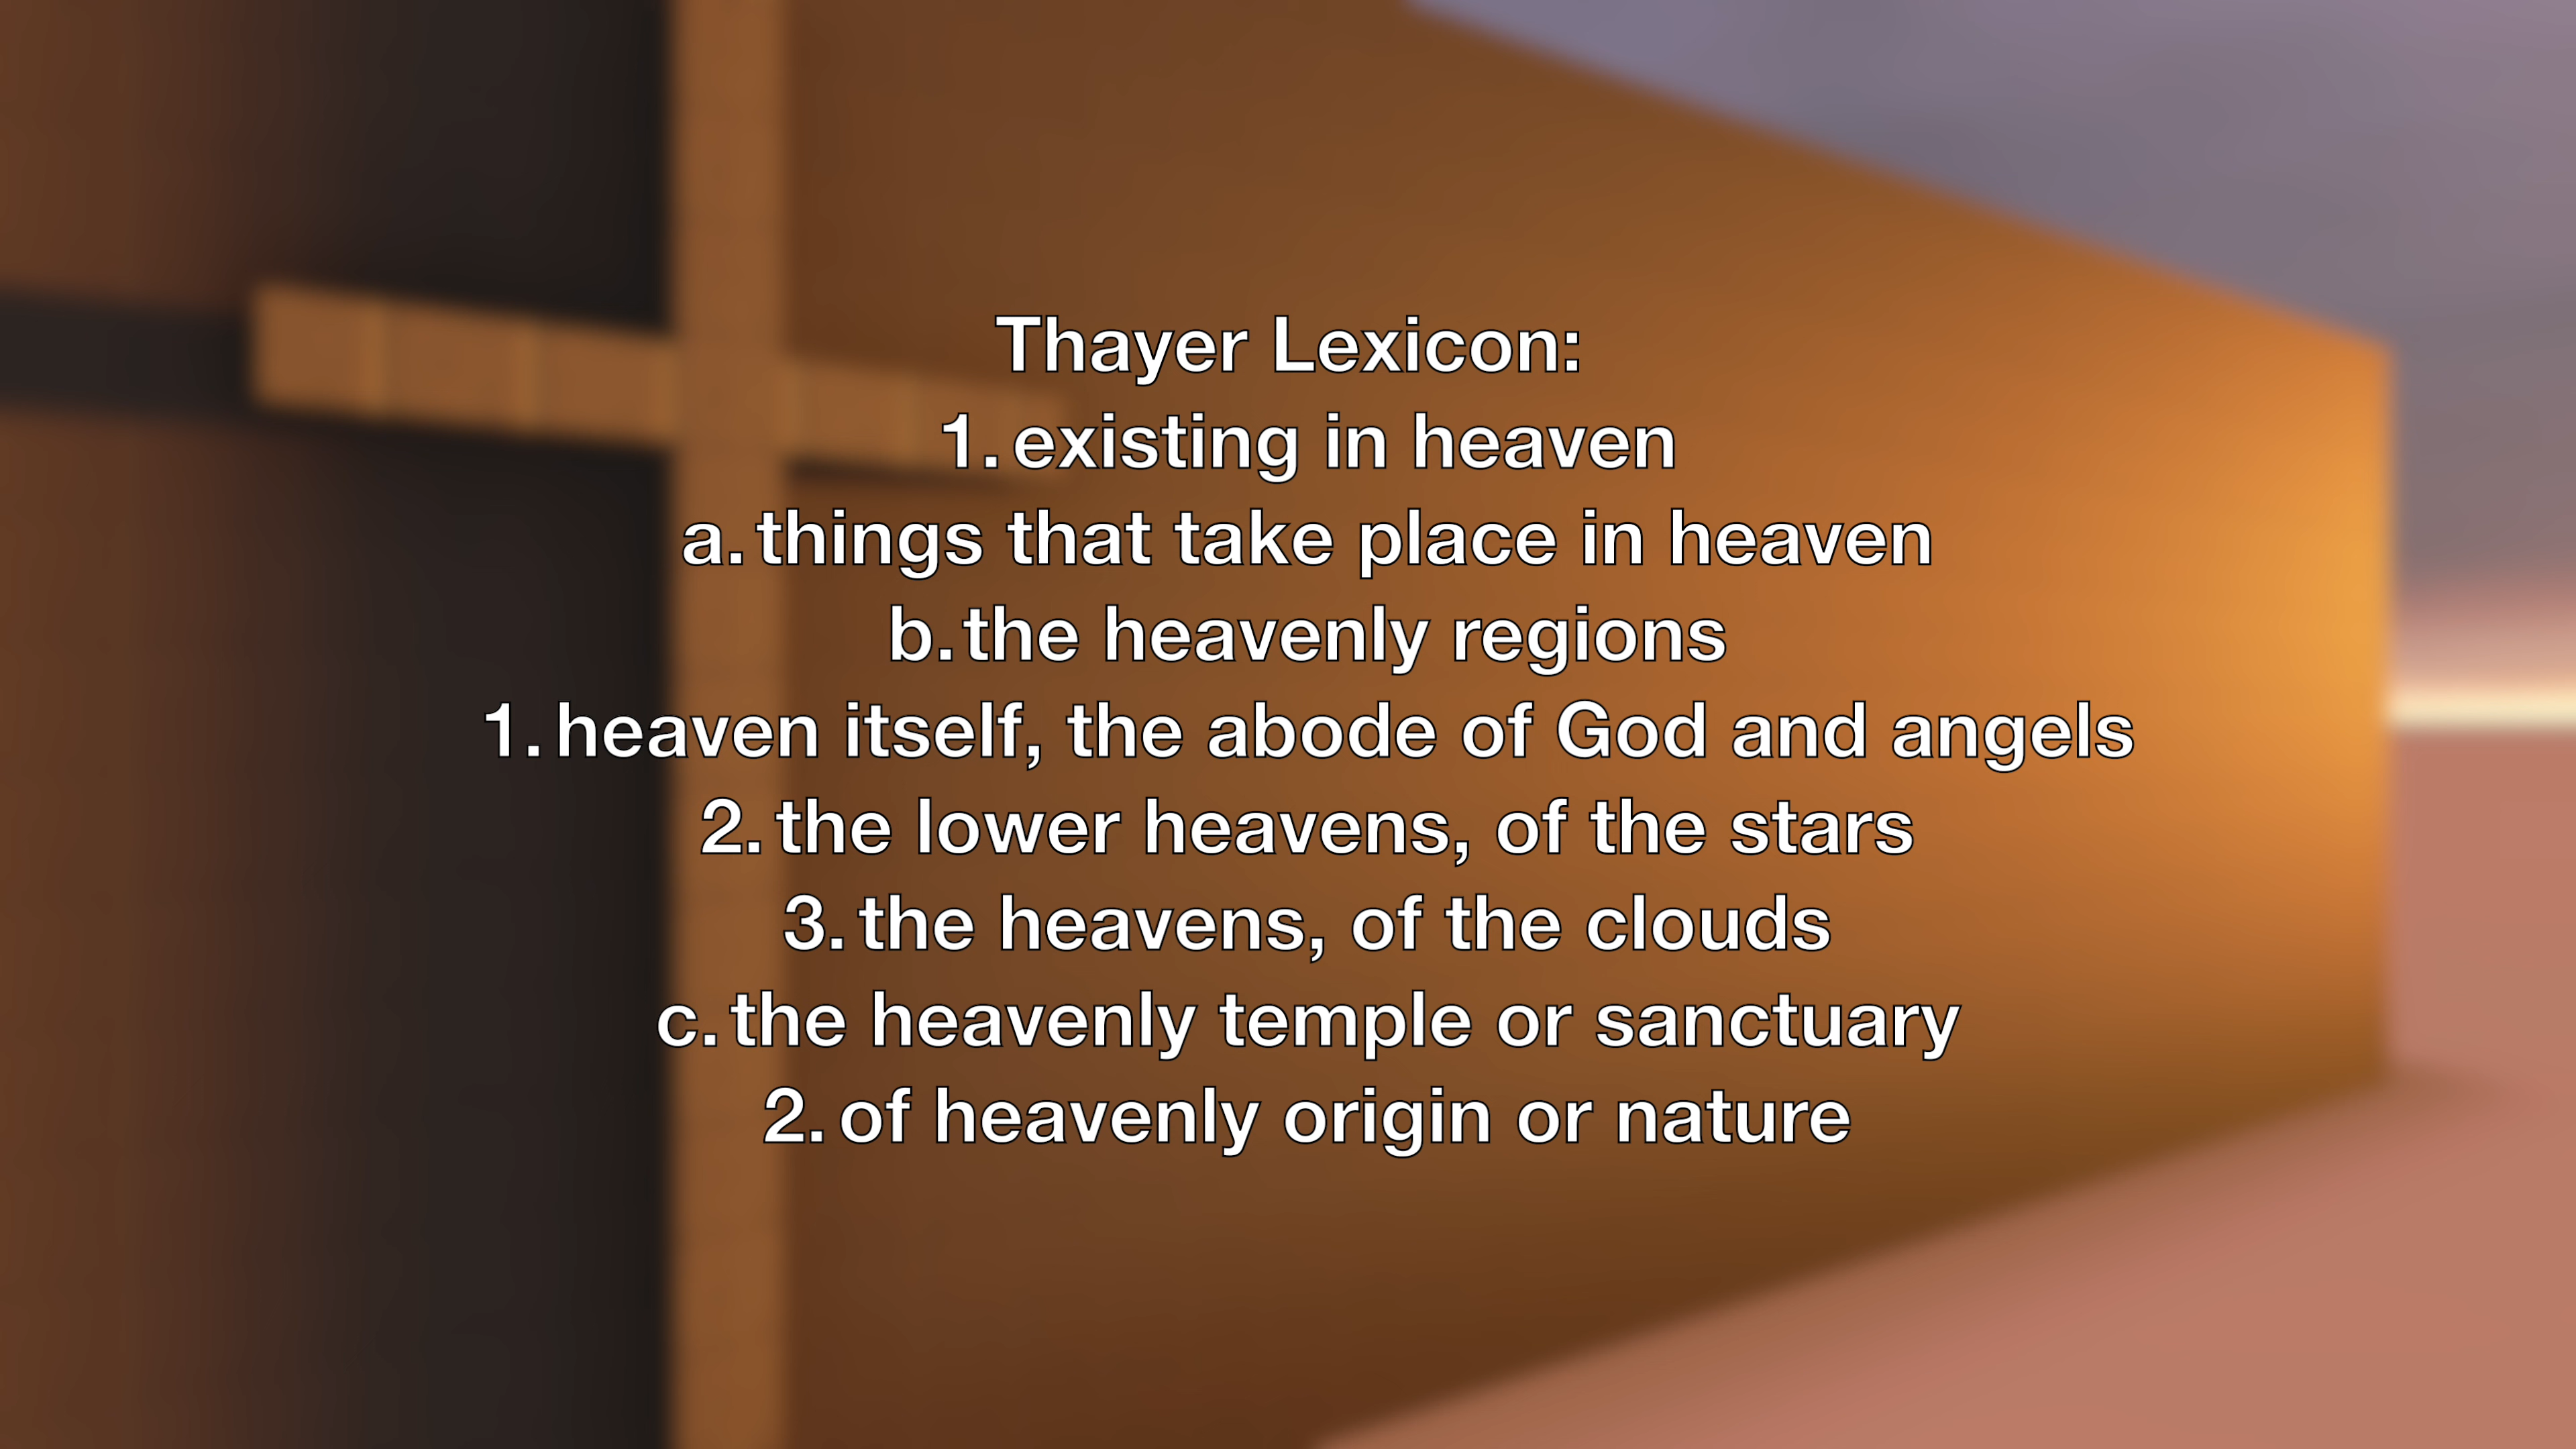 Thayer Lexicon:
1. existing in heaven
a. things that take place in heaven
b. the heavenly regions
1. heaven itself, the abode of God and angels
2. the lower heavens, of the stars
3. the heavens, of the clouds
c. the heavenly temple or sanctuary
2. of heavenly origin or nature